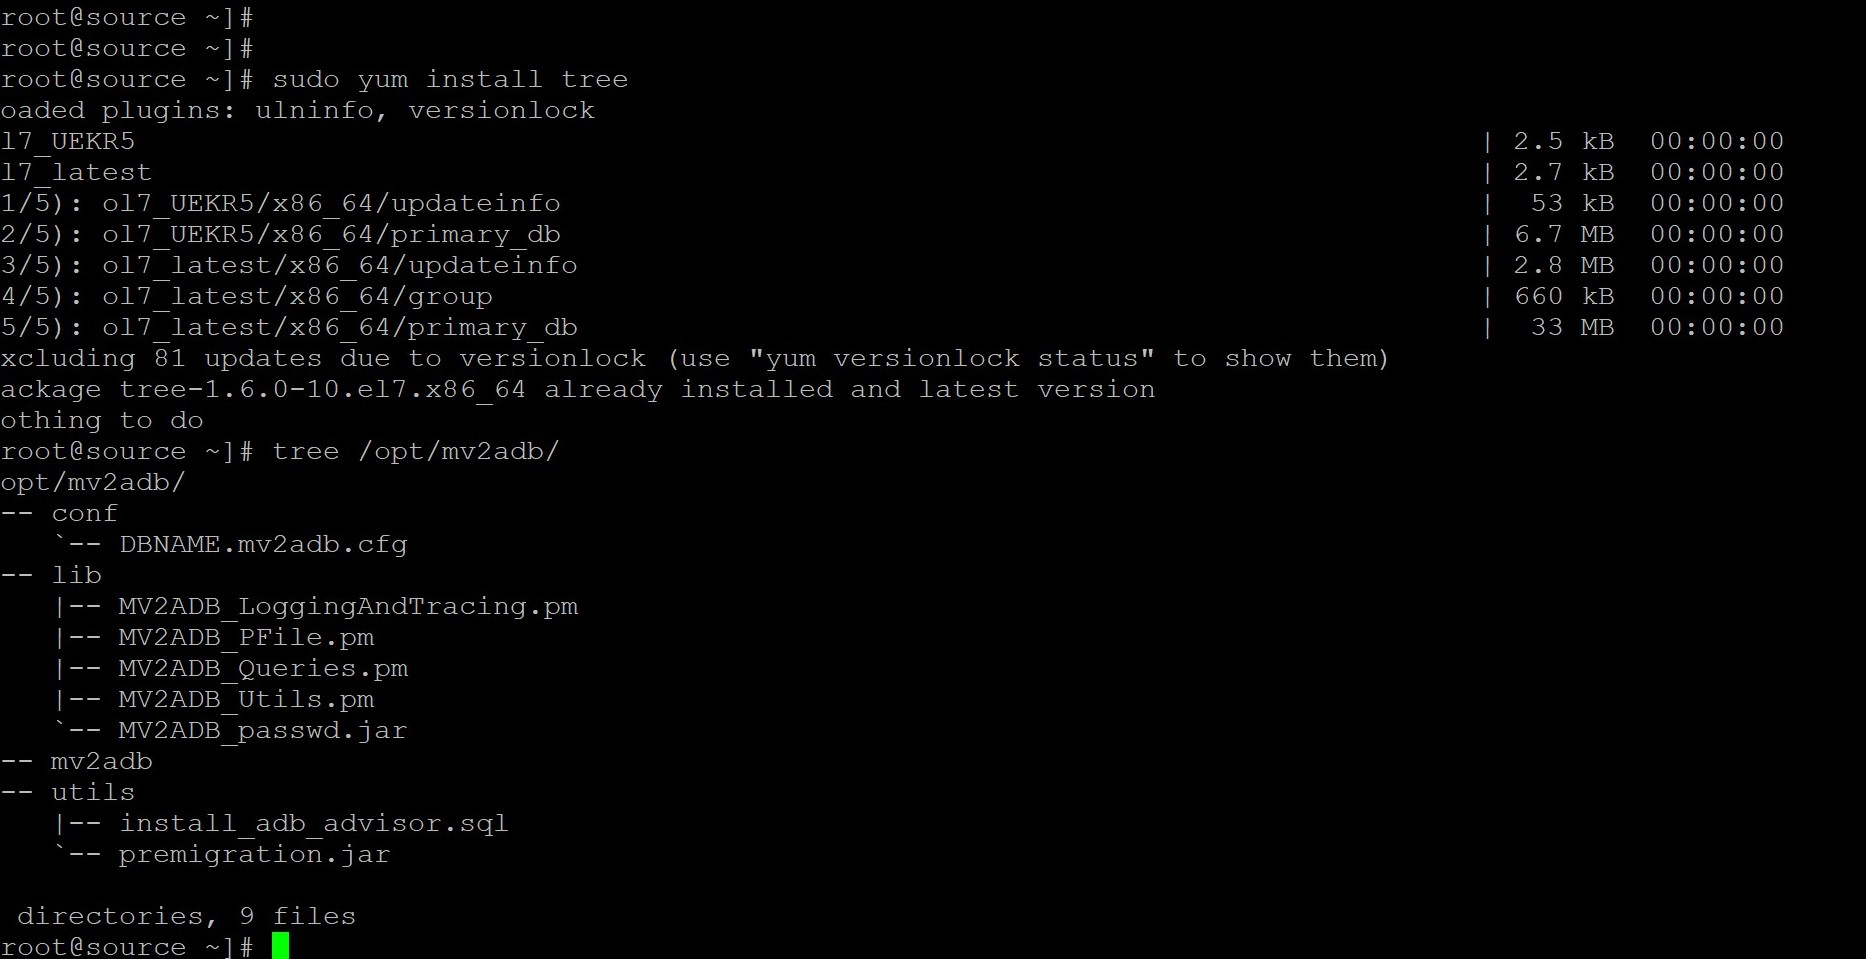 root@source ~]#
root@source ~]#
root@source ~]# sudo yum install tree
oaded plugins: ulninfo, versionlock
l7_UEKR5 | 2.5 kB 00:00:00
l7_latest | 2.7 kB 00:00:00
1/5): ol7_UEKR5/x86_64/updateinfo | 53 kB 00:00:00
2/5): ol7_UEKR5/x86_64/primary_db | 6.7 MB 00:00:00
3/5): ol7_latest/x86_64/updateinfo | 2.8 MB 00:00:00
4/5): ol7_latest/x86_64/group | 660 kB 00:00:00
5/5): ol7_latest/x86_64/primary_db | 33 MB 00:00:00
xcluding 81 updates due to versionlock (use "yum versionlock status" to show them)
ackage tree-1.6.0-10.el7.x86_64 already installed and latest version
othing to do
root@source ~]# tree /opt/mv2adb/
opt/mv2adb/
-- conf
   `-- DBNAME.mv2adb.cfg
-- lib
   |-- MV2ADB_LoggingAndTracing.pm
   |-- MV2ADB_PFile.pm
   |-- MV2ADB_Queries.pm
   |-- MV2ADB_Utils.pm
   `-- MV2ADB_passwd.jar
-- mv2adb
-- utils
   |-- install_adb_advisor.sql
   `-- premigration.jar
directories, 9 files
root@source ~]#